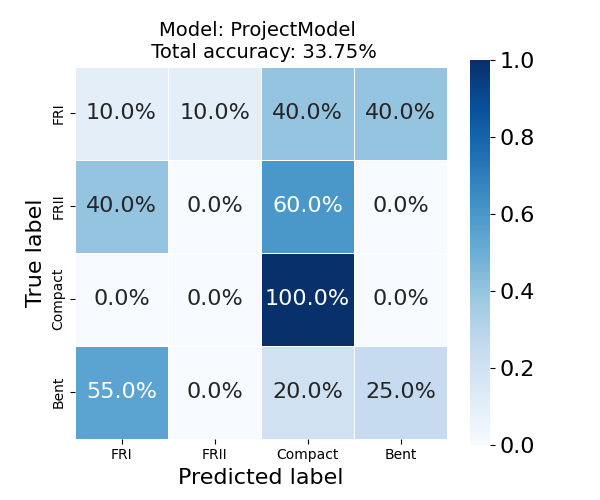 Model: ProjectModel
Total accuracy: 33.75%
True label
FRI
10.0% 10.0% 40.0% 40.0%
FRII
40.0% 0.0% 60.0% 0.0%
Compact
0.0% 0.0% 100.0% 0.0%
Bent
55.0% 0.0% 20.0% 25.0%
FRI FRII Compact Bent
Predicted label
1.0
0.8
0.6
0.4
0.2
0.0